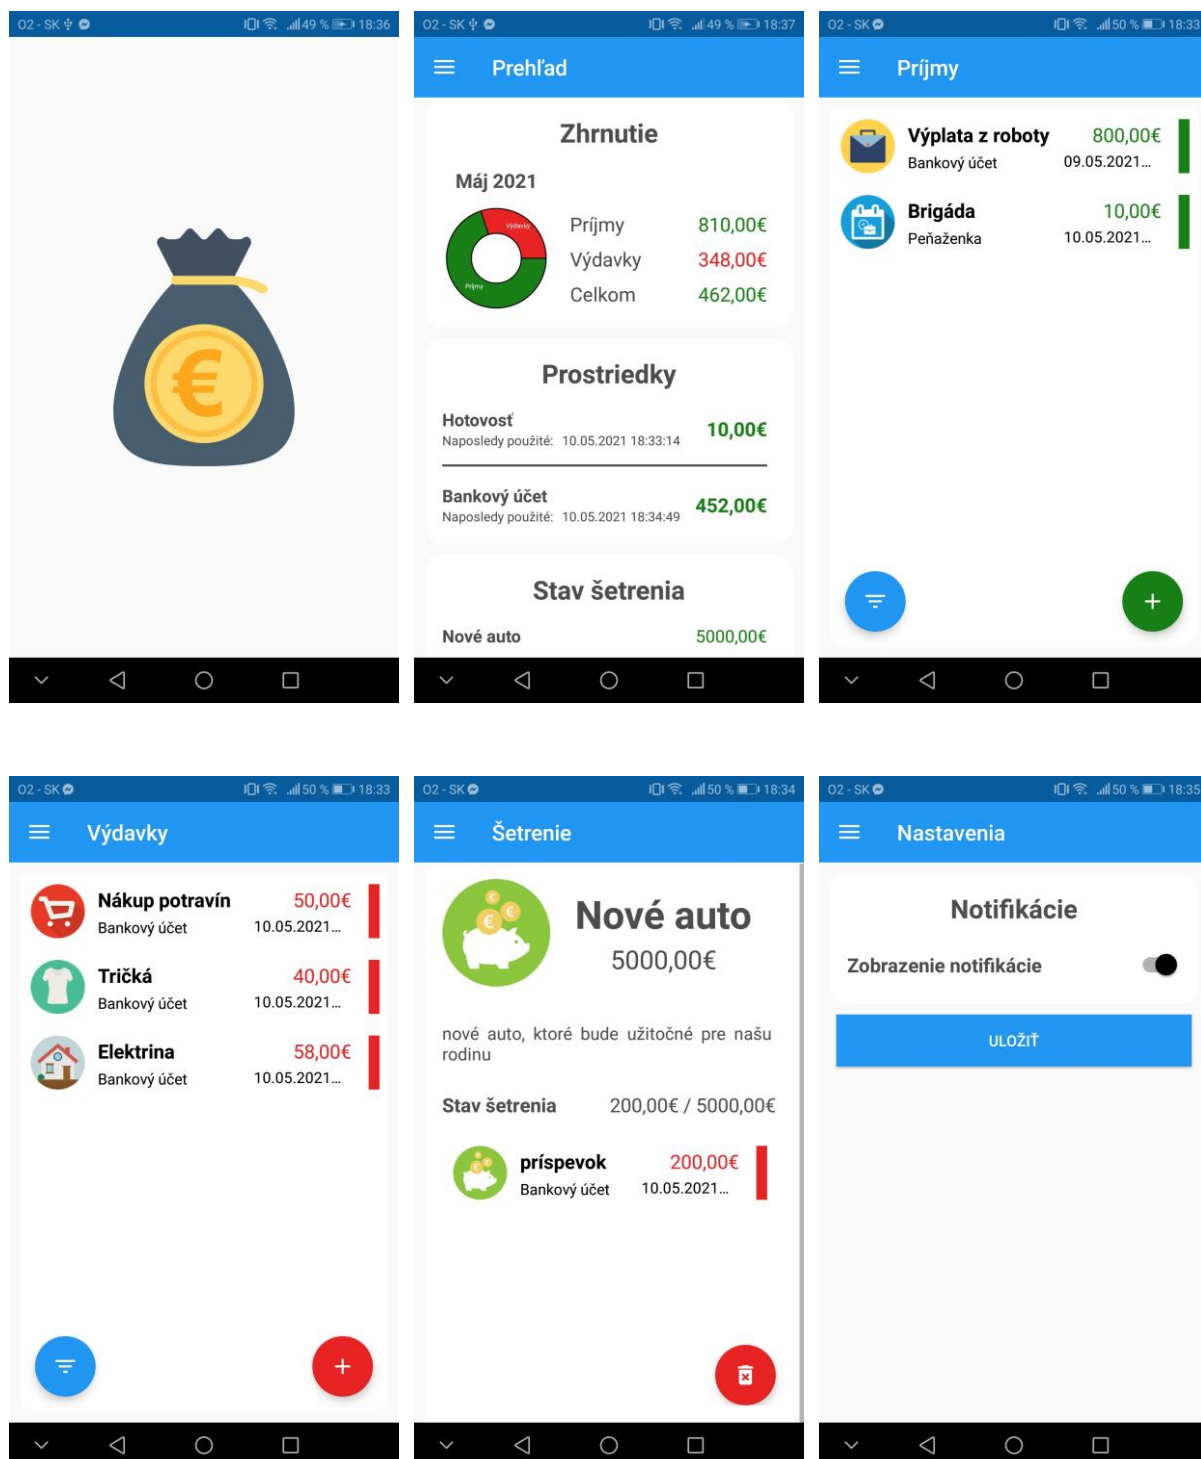 O2 - SK 49 % 18:36
€
O2 - SK 49 % 18:37
Prehľad
Zhrnutie
Máj 2021
Výdavky
Príjmy
Príjmy 810,00€
Výdavky 348,00€
Celkom 462,00€
Prostriedky
Hotovosť
Naposledy použité: 10.05.2021 18:33:14 10,00€
Bankový účet
Naposledy použité: 10.05.2021 18:34:49 452,00€
Stav šetrenia
Nové auto 5000,00€
O2 - SK 50 % 18:33
Príjmy
Výplata z roboty 800,00€
Bankový účet 09.05.2021...
Brigáda 10,00€
Peňaženka 10.05.2021...
O2 - SK 50 % 18:33
Výdavky
Nákup potravín 50,00€
Bankový účet 10.05.2021...
Tričká 40,00€
Bankový účet 10.05.2021...
Elektrina 58,00€
Bankový účet 10.05.2021...
O2 - SK 50 % 18:34
Šetrenie
Nové auto
5000,00€
nové auto, ktoré bude užitočné pre našu
rodinu
Stav šetrenia 200,00€ / 5000,00€
príspevok 200,00€
Bankový účet 10.05.2021...
O2 - SK 50 % 18:35
Nastavenia
Notifikácie
Zobrazenie notifikácie
ULOŽIŤ